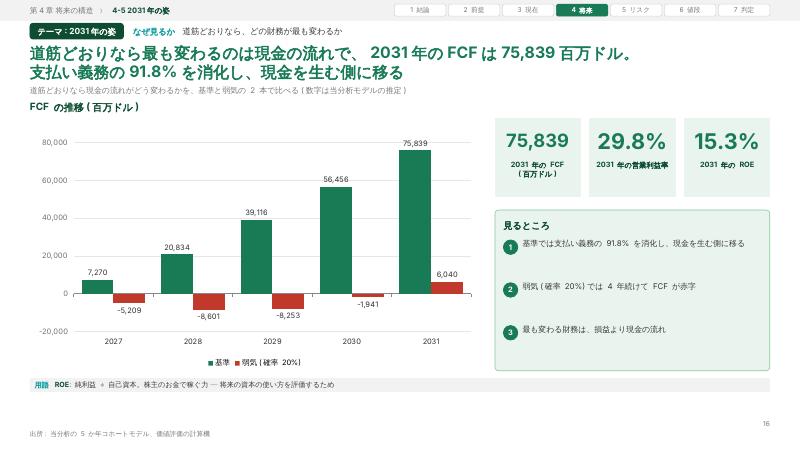 第 4 章 将来の構造 › 4-5 2031 年の姿
1 結論 2 前提 3 現在 4 将来 5 リスク 6 値段 7 判定
テーマ : 2031 年の姿 なぜ見るか 道筋どおりなら、どの財務が最も変わるか
道筋どおりなら最も変わるのは現金の流れで、 2031 年の FCF は 75,839 百万ドル。
支払い義務の 91.8% を消化し、現金を生む側に移る
道筋どおりなら現金の流れがどう変わるかを、基準と弱気の 2 本で比べる ( 数字は当分析モデルの推定 )
FCF の推移 ( 百万ドル )
80,000
60,000
40,000
20,000
0
-20,000
7,270
20,834
39,116
56,456
75,839
-5,209
-8,601
-8,253
-1,941
6,040
2027 2028 2029 2030 2031
基準 弱気 ( 確率 20%)
75,839
2031 年の FCF
( 百万ドル )
29.8%
2031 年の営業利益率
15.3%
2031 年の ROE
見るところ
1 基準では支払い義務の 91.8% を消化し、現金を生む側に移る
2 弱気 ( 確率 20%) では 4 年続けて FCF が赤字
3 最も変わる財務は、損益より現金の流れ
用語 ROE: 純利益 ÷ 自己資本。株主のお金で稼ぐ力 — 将来の資本の使い方を評価するため
16
出所 : 当分析の 5 か年コホートモデル、価値評価の計算機